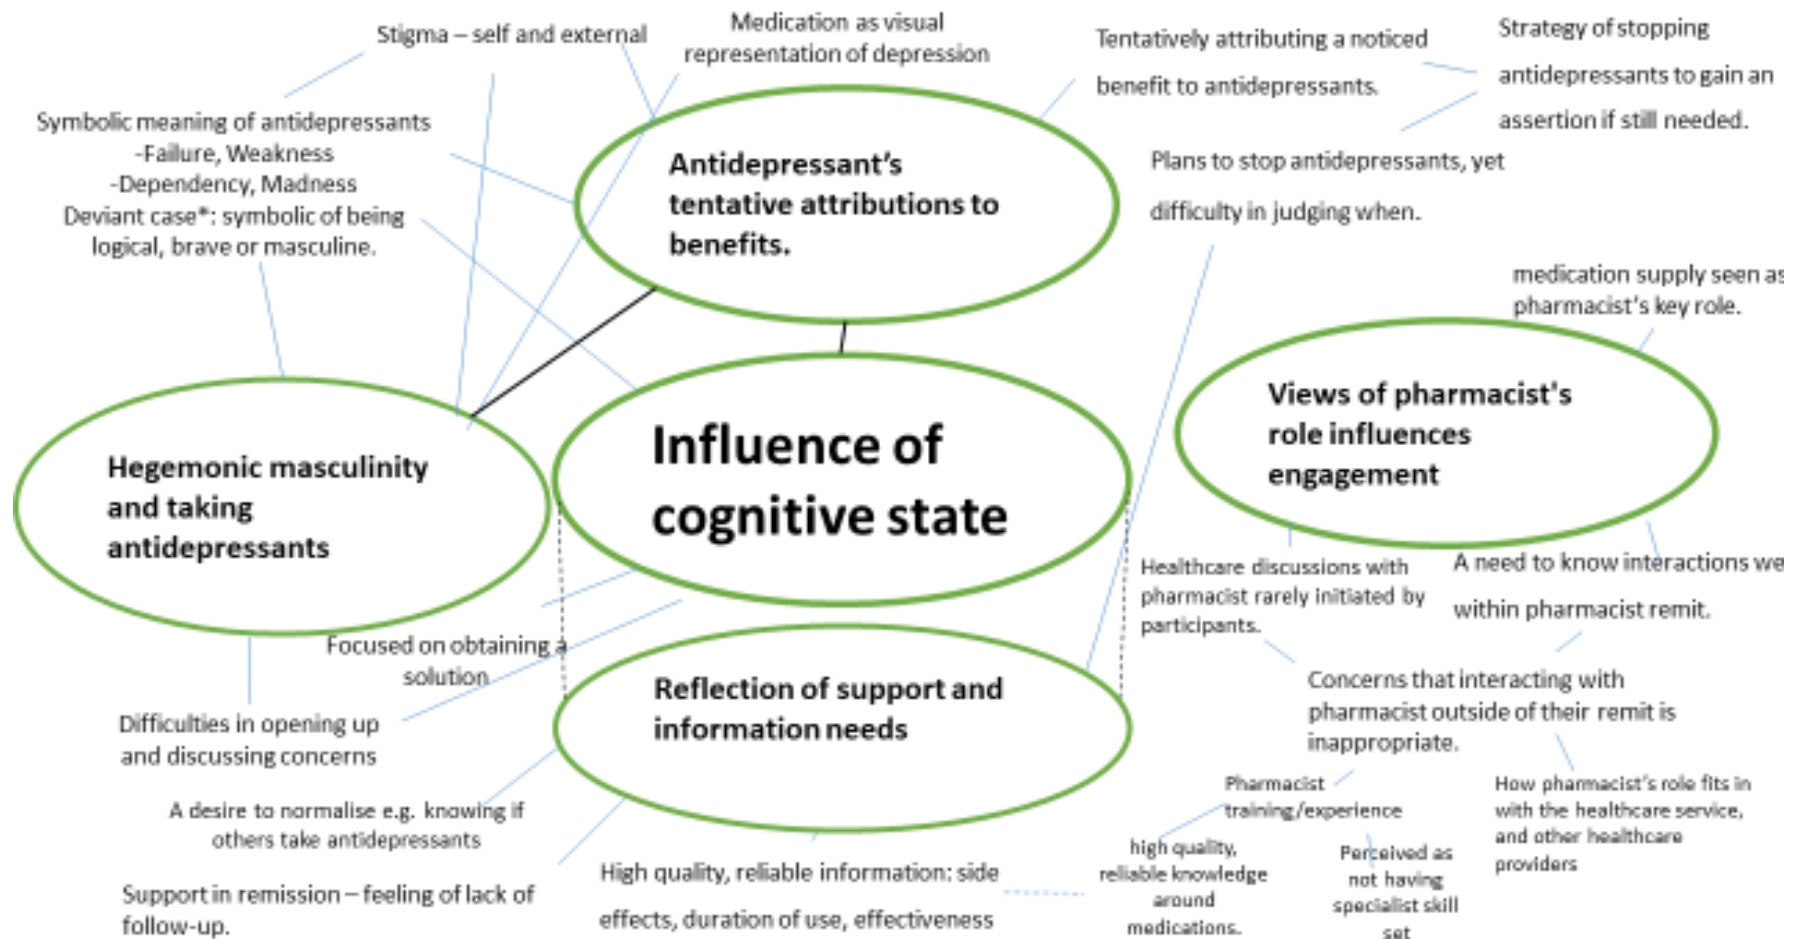 Stigma – self and external
Medication as visual
representation of depression
Tentatively attributing a noticed
benefit to antidepressants.
Strategy of stopping
antidepressants to gain an
assertion if still needed.
Symbolic meaning of antidepressants
-Failure, Weakness
-Dependency, Madness
Deviant case*: symbolic of being
logical, brave or masculine.
Antidepressant’s
tentative attributions to
benefits.
Plans to stop antidepressants, yet
difficulty in judging when.
medication supply seen as
pharmacist’s key role.
Hegemonic masculinity
and taking
antidepressants
Influence of
cognitive state
Views of pharmacist's
role influences
engagement
Healthcare discussions with
pharmacist rarely initiated by
participants.
A need to know interactions we
within pharmacist remit.
Focused on obtaining a
solution
Difficulties in opening up
and discussing concerns
Reflection of support and
information needs
Concerns that interacting with
pharmacist outside of their remit is
inappropriate.
A desire to normalise e.g. knowing if
others take antidepressants
Support in remission – feeling of lack of
follow-up.
High quality, reliable information: side
effects, duration of use, effectiveness
Pharmacist
training/experience
high quality,
reliable knowledge
around
medications.
Perceived as
not having
specialist skill
set
How pharmacist’s role fits in
with the healthcare service,
and other healthcare
providers